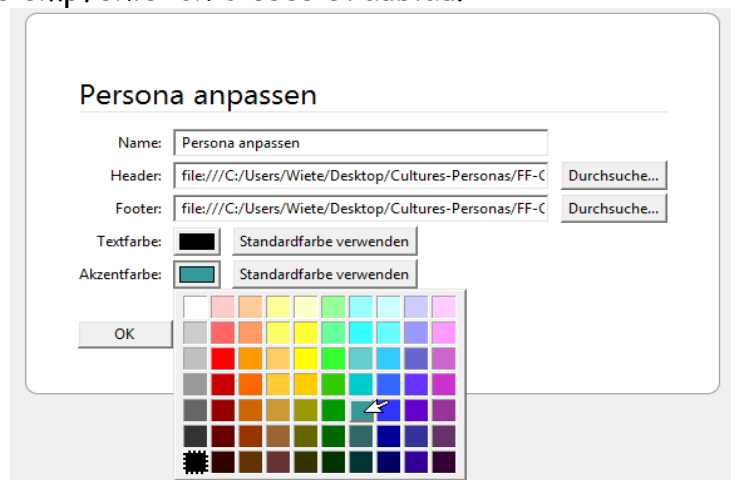 Persona anpassen
Name: Persona anpassen
Header: file:///C:/Users/Wiete/Desktop/Cultures-Personas/FF-C Durchsuche...
Footer: file:///C:/Users/Wiete/Desktop/Cultures-Personas/FF-C Durchsuche...
Textfarbe: Standardfarbe verwenden
Akzentfarbe: Standardfarbe verwenden
OK